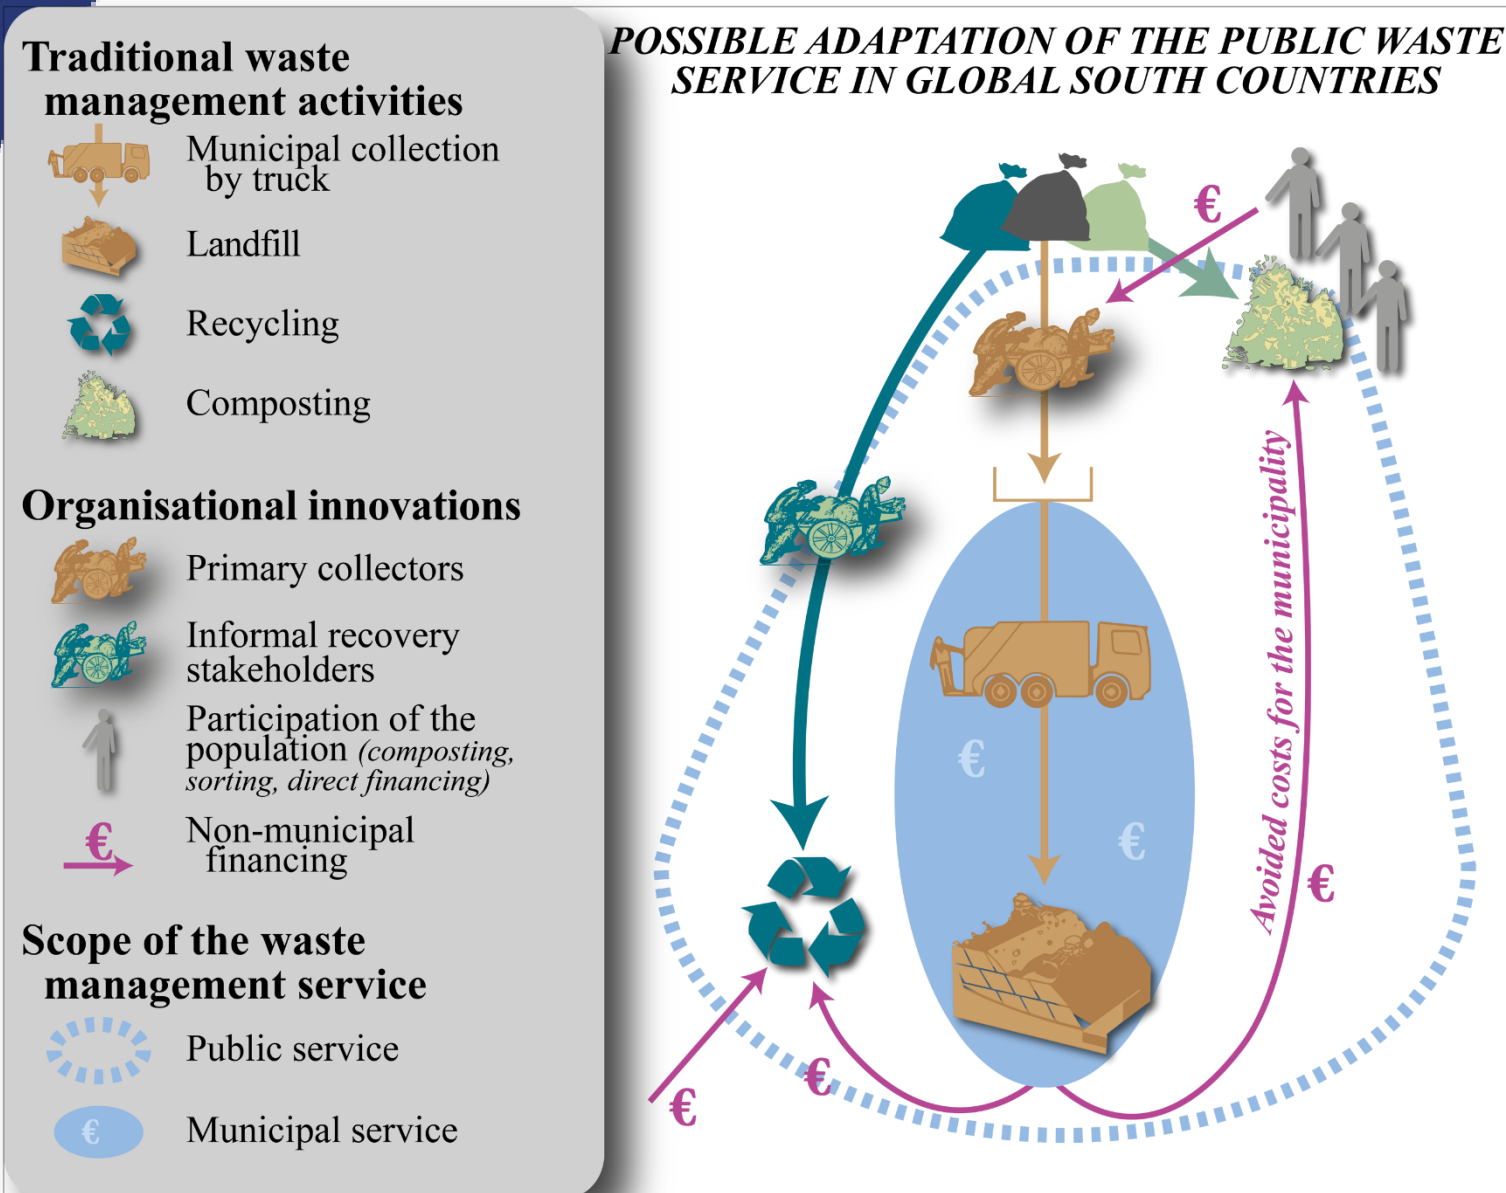 Traditional waste
management activities
Municipal collection
by truck
Landfill
Recycling
Composting
Organisational innovations
Primary collectors
Informal recovery
stakeholders
Participation of the
population (composting,
sorting, direct financing)
€
Non-municipal
financing
Scope of the waste
management service
Public service
€
Municipal service
POSSIBLE ADAPTATION OF THE PUBLIC WASTE
SERVICE IN GLOBAL SOUTH COUNTRIES
€
€
€
Avoided costs for the municipality
€
€
€